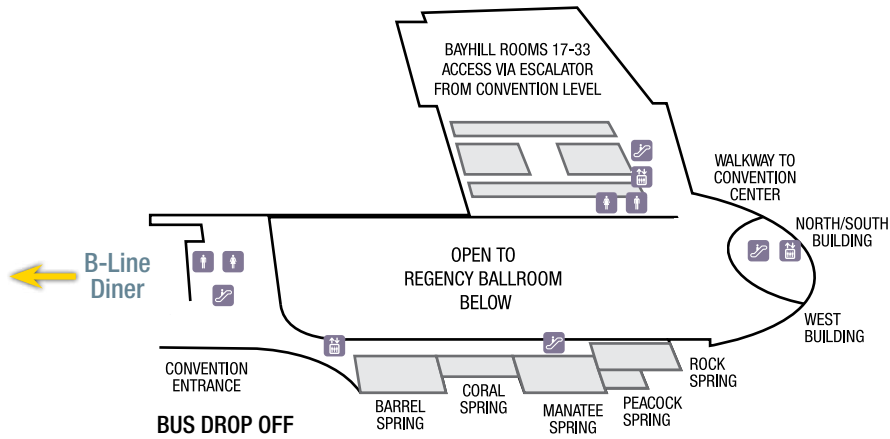 BAYHILL ROOMS 17-33
ACCESS VIA ESCALATOR
FROM CONVENTION LEVEL
WALKWAY TO
CONVENTION
CENTER
NORTH/SOUTH
BUILDING
B-Line
Diner
OPEN TO
REGENCY BALLROOM
BELOW
WEST
BUILDING
CONVENTION
ENTRANCE
BUS DROP OFF
BARREL
SPRING
CORAL
SPRING
MANATEE
SPRING
PEACOCK
SPRING
ROCK
SPRING